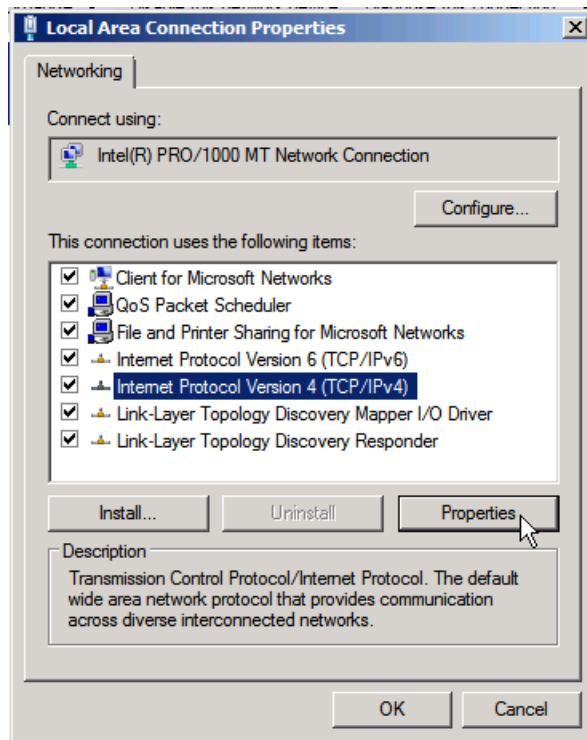 Local Area Connection Properties
Networking
Connect using:
Intel(R) PRO/1000 MT Network Connection
Configure...
This connection uses the following items:
Client for Microsoft Networks
QoS Packet Scheduler
File and Printer Sharing for Microsoft Networks
Internet Protocol Version 6 (TCP/IPv6)
Internet Protocol Version 4 (TCP/IPv4)
Link-Layer Topology Discovery Mapper I/O Driver
Link-Layer Topology Discovery Responder
Install...
Uninstall
Properties
Description
Transmission Control Protocol/Internet Protocol. The default
wide area network protocol that provides communication
across diverse interconnected networks.
OK
Cancel